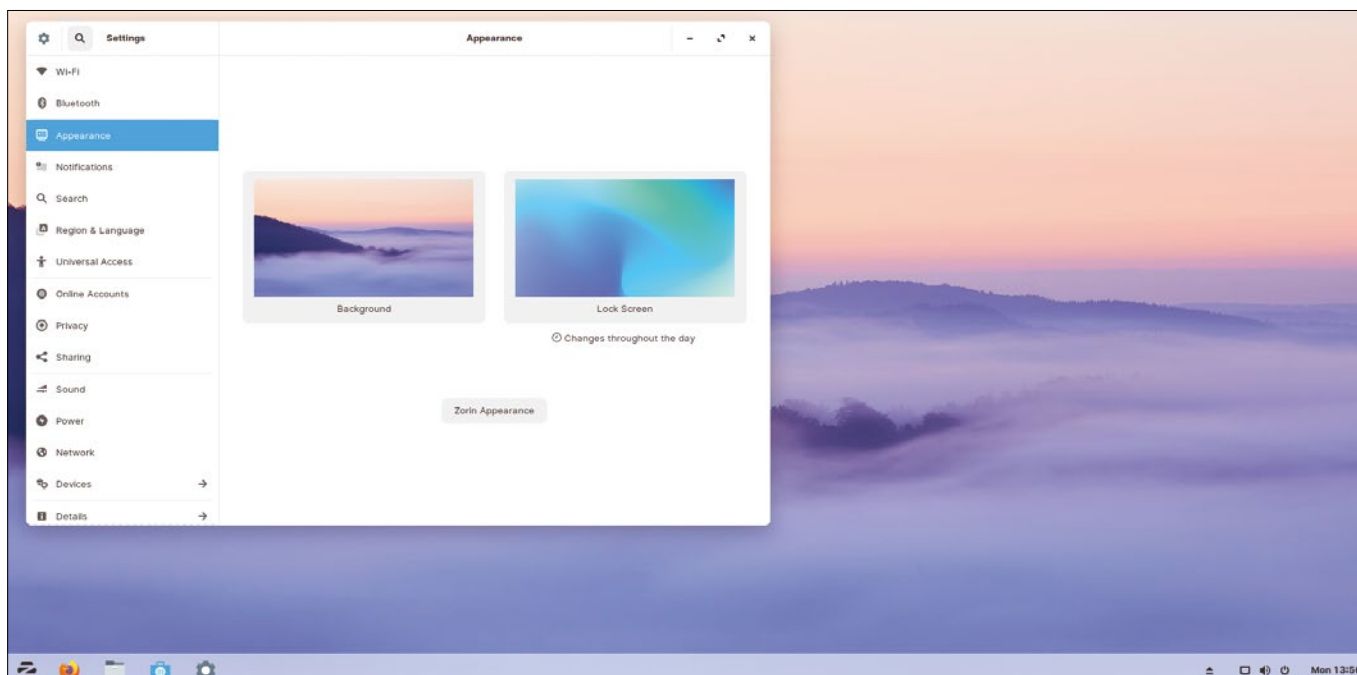 Settings
Appearance
Wi-Fi
Bluetooth
Appearance
Notifications
Search
Region & Language
Universal Access
Online Accounts
Privacy
Sharing
Sound
Power
Network
Devices
Details
Background
Lock Screen
Changes throughout the day
Zorin Appearance
Mon 13:5